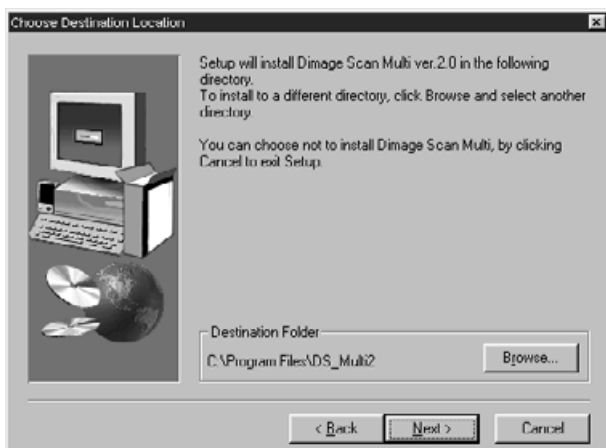 Choose Destination Location
Setup will install Dimage Scan Multi ver.2.0 in the following
directory.
To install to a different directory, click Browse and select another
directory.
You can choose not to install Dimage Scan Multi, by clicking
Cancel to exit Setup.
Destination Folder
C:\Program Files\DS_Multi2
Browse...
< Back
Next >
Cancel